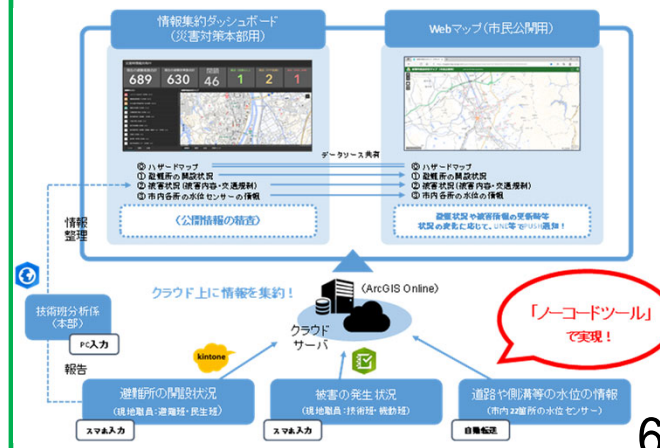 情報集約ダッシュボード
(災害対策本部用)
Webマップ(市民公開用)
689
630
46
1
2
1
データソース共有
⓪ ハザードマップ
① 避難所の開設状況
② 被害状況(被害内容・交通規制)
③ 市内各所の水位センサーの情報
⓪ ハザードマップ
① 避難所の開設状況
② 被害状況(被害内容・交通規制)
③ 市内各所の水位の情報
〈公開情報の精査〉
避難状況や被害情報の更新時等
状況の変化に応じて、LINE等でPUSH通知!
情報
整理
クラウド上に情報を集約!
(ArcGIS Online)
クラウド
サーバ
「ノーコードツール」
で実現!
技術班分析係
(本部)
PC入力
報告
kintone
避難所の開設状況
(現地職員:避難班・民生班)
スマホ入力
被害の発生状況
(現地職員:技術班・機動班)
スマホ入力
道路や側溝等の水位の情報
(市内22箇所の水位センサー)
自動転送
6